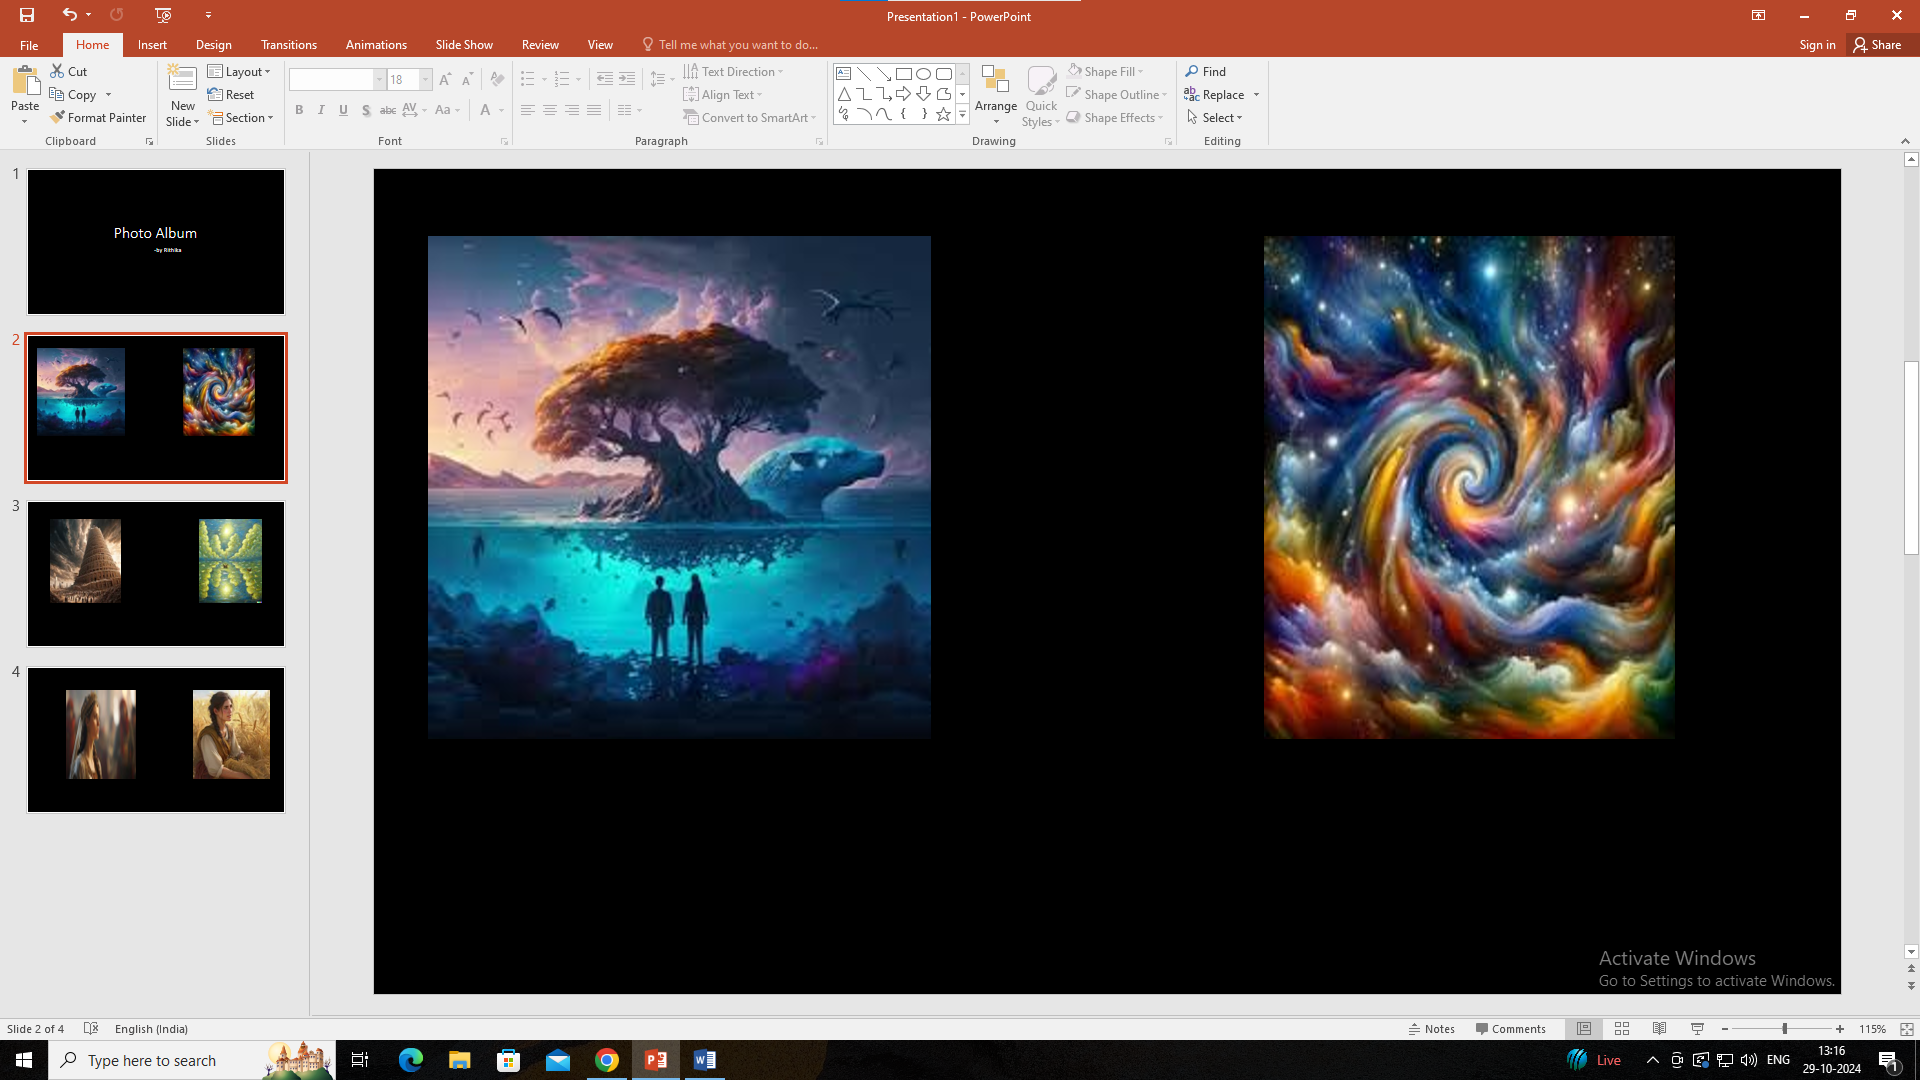 Presentation1 - PowerPoint
File Home Insert Design Transitions Animations Slide Show Review View Tell me what you want to do... Sign in Share
Paste
Cut
Copy
Format Painter
Clipboard
New Slide
Layout
Reset
Section
Slides
18
B I U S abc AV Aa A
Font
Text Direction
Align Text
Convert to SmartArt
Paragraph
Arrange
Quick Styles
Shape Fill
Shape Outline
Shape Effects
Drawing
Find
Replace
Select
Editing
1
Photo Album
-by Rithika
2
3
4
Activate Windows
Go to Settings to activate Windows.
Slide 2 of 4 English (India) Notes Comments 115%
Type here to search
Live ENG 13:16
29-10-2024
1